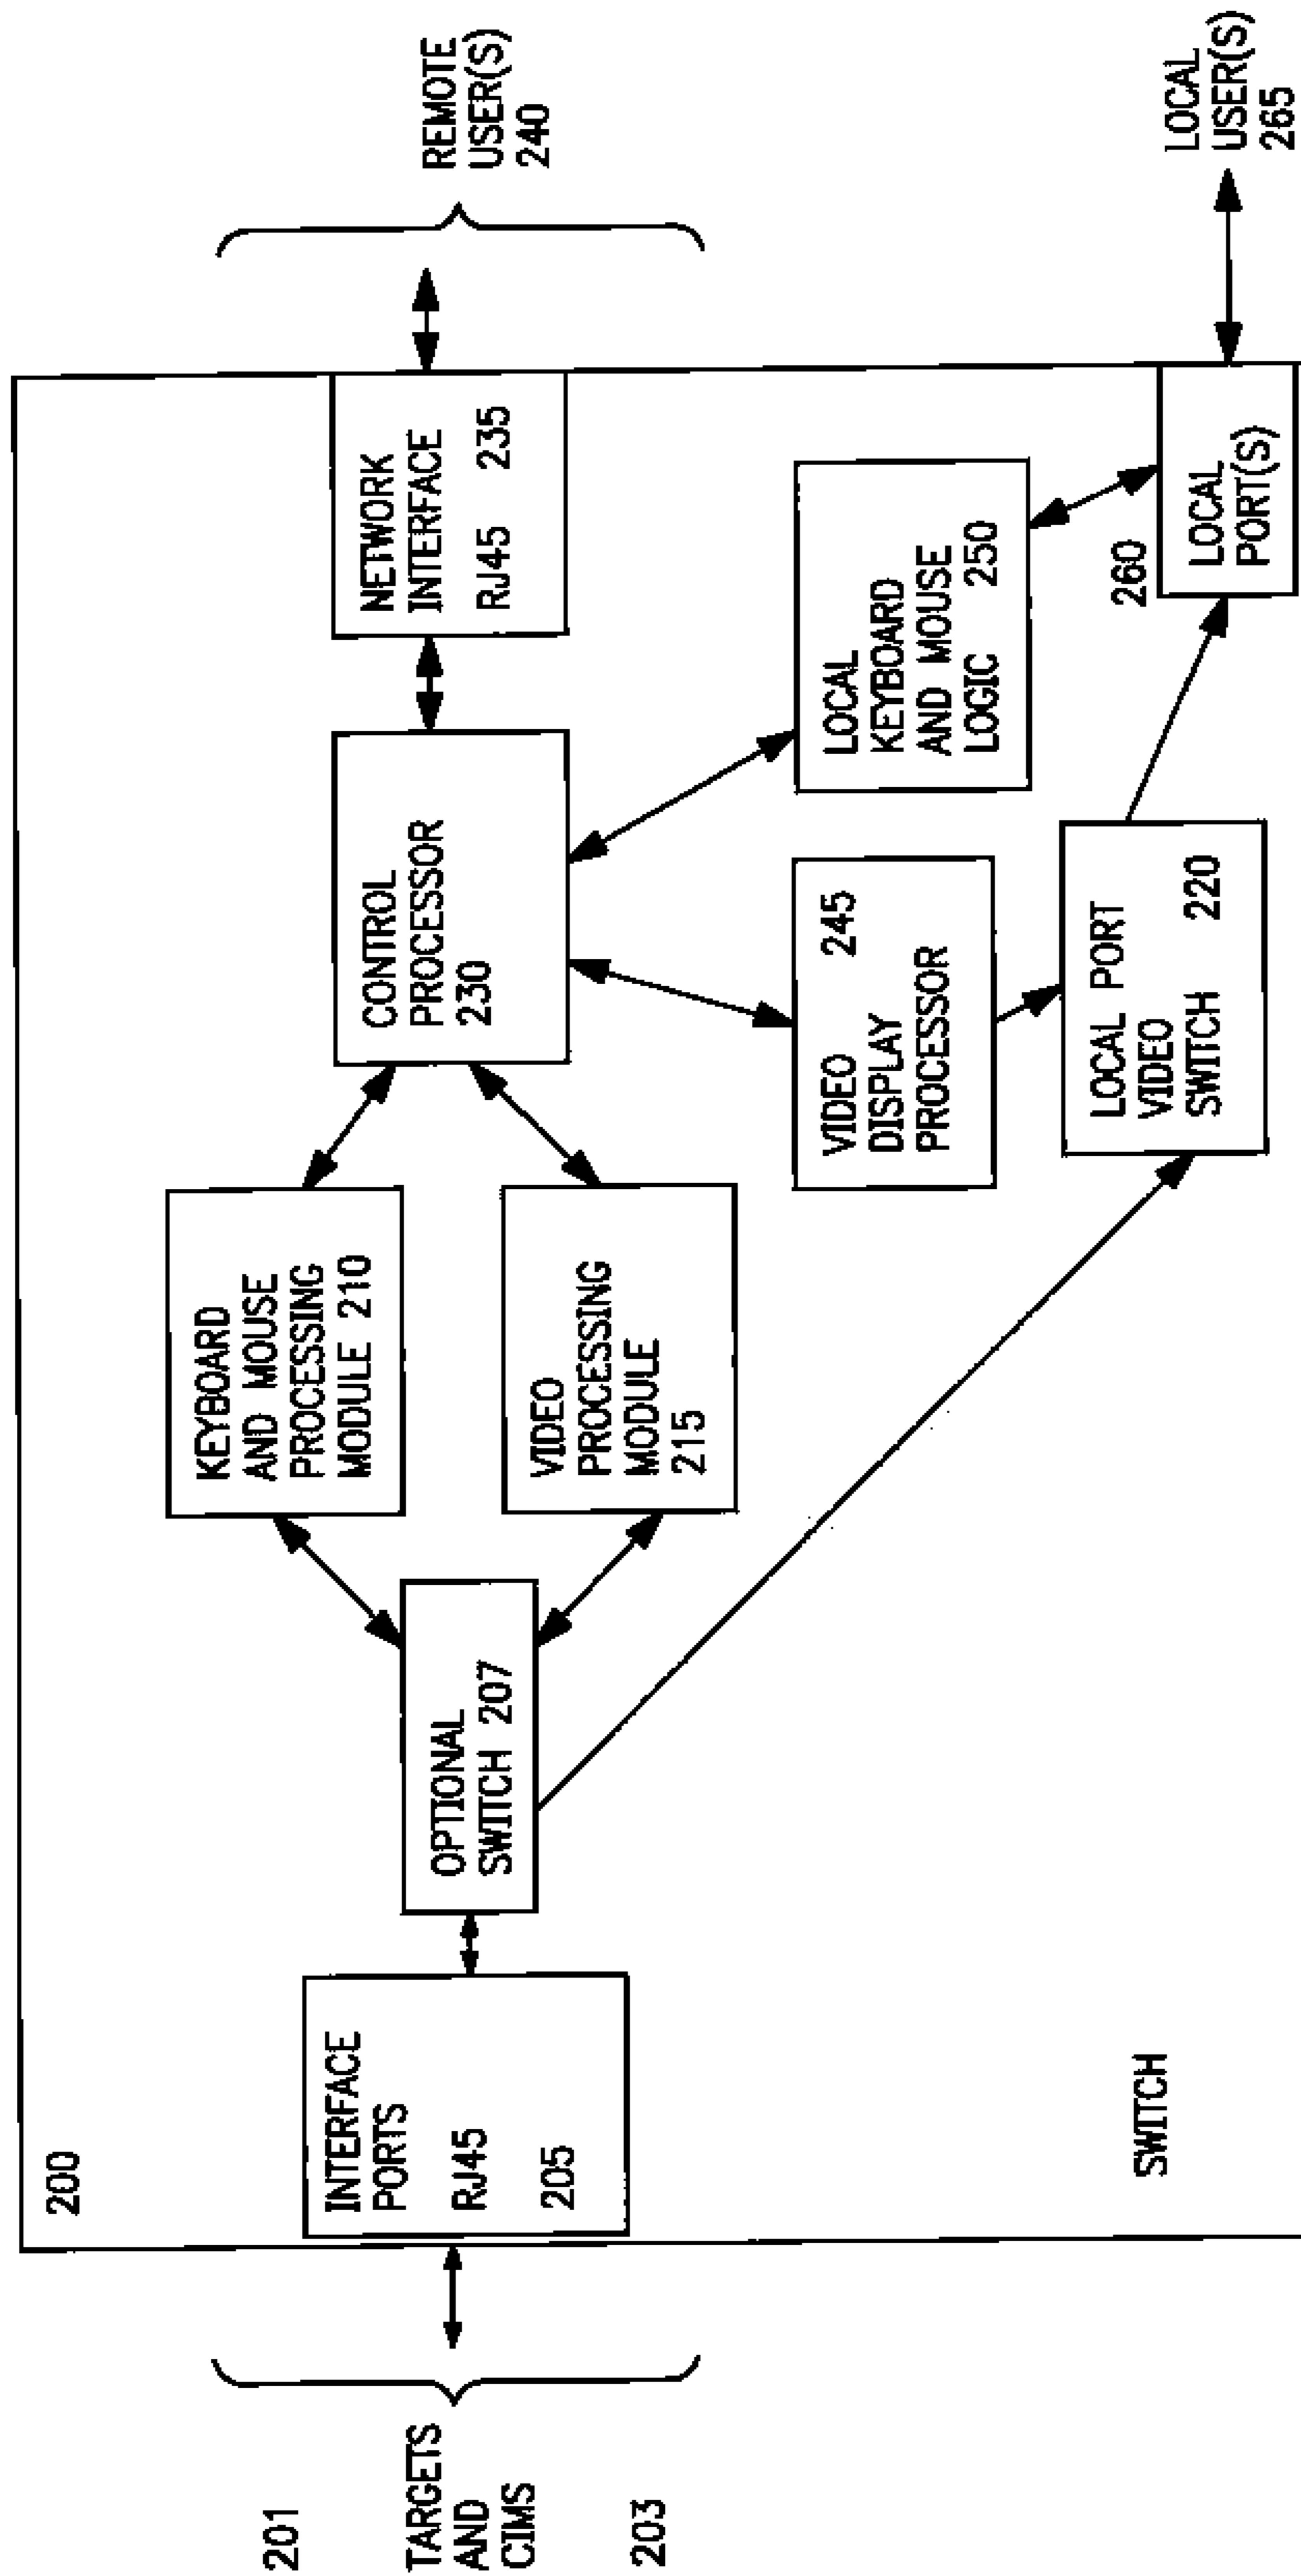 200
201
TARGETS
AND
CIMS
203
INTERFACE
PORTS
RJ45
205
OPTIONAL
SWITCH 207
KEYBOARD
AND MOUSE
PROCESSING
MODULE 210
VIDEO
PROCESSING
MODULE
215
CONTROL
PROCESSOR
230
NETWORK
INTERFACE
RJ45 235
REMOTE
USER(S)
240
VIDEO 245
DISPLAY
PROCESSOR
LOCAL
KEYBOARD
AND MOUSE
LOGIC 250
LOCAL PORT
VIDEO
SWITCH 220
260
LOCAL
PORT(S)
LOCAL
USER(S)
265
SWITCH